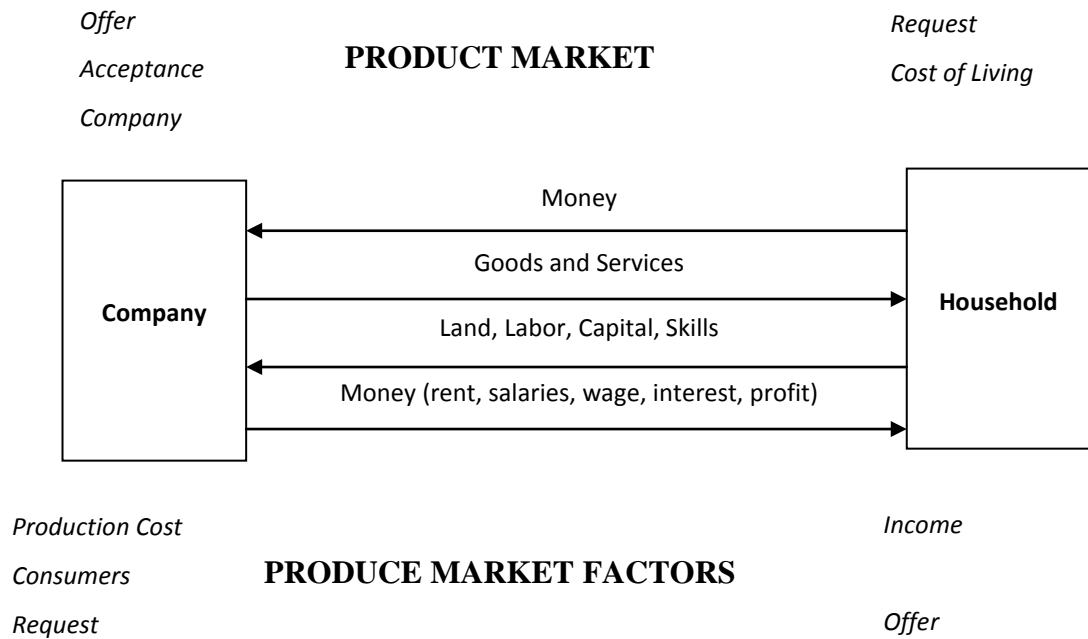 Offer
Acceptance
Company
PRODUCT MARKET
Request
Cost of Living
Money
Goods and Services
Company
Household
Land, Labor, Capital, Skills
Money (rent, salaries, wage, interest, profit)
Production Cost
Consumers
Request
PRODUCE MARKET FACTORS
Income
Offer